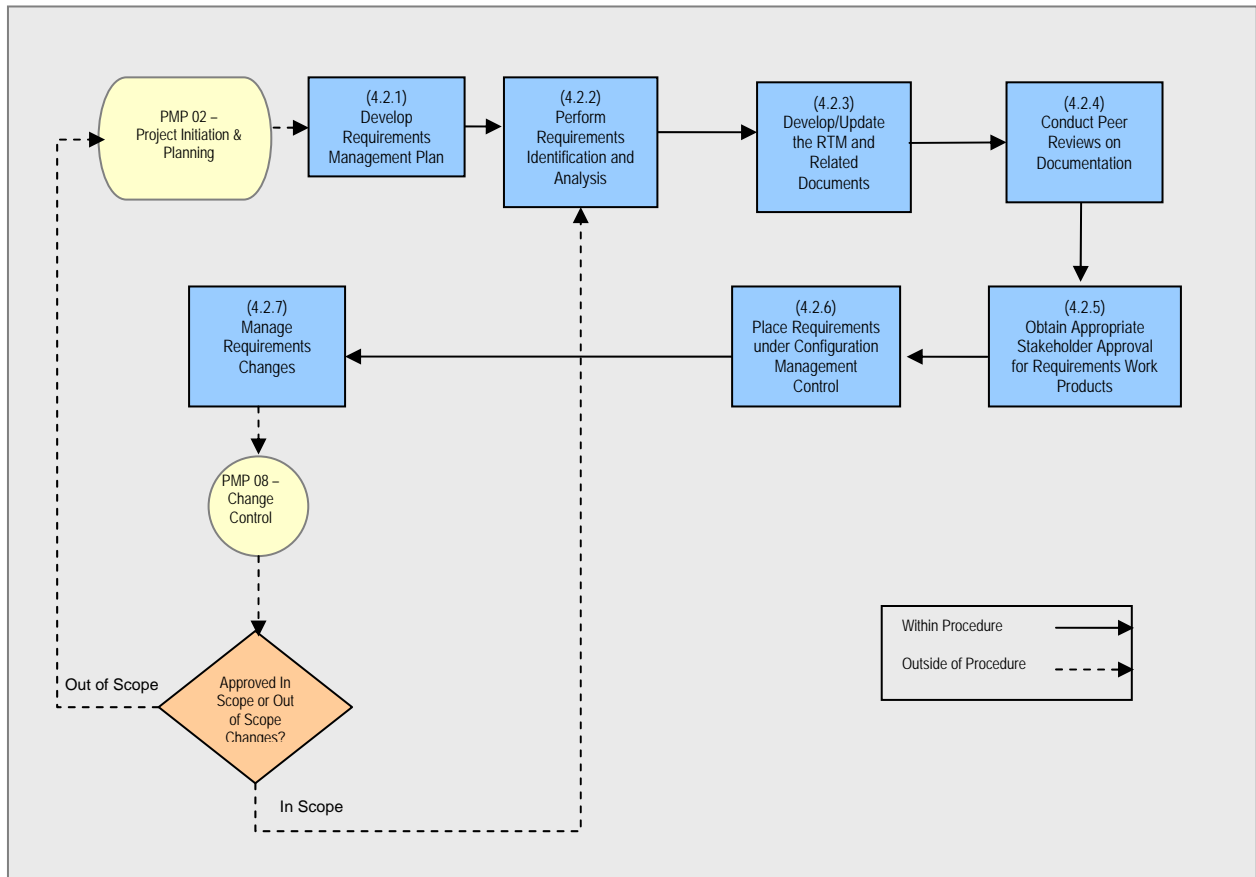 PMP 02 –
Project Initiation &
Planning
(4.2.1)
Develop
Requirements
Management Plan
(4.2.2)
Perform
Requirements
Identification and
Analysis
(4.2.3)
Develop/Update
the RTM and
Related
Documents
(4.2.4)
Conduct Peer
Reviews on
Documentation
(4.2.5)
Obtain Appropriate
Stakeholder Approval
for Requirements Work
Products
(4.2.6)
Place Requirements
under Configuration
Management
Control
(4.2.7)
Manage
Requirements
Changes
PMP 08 –
Change
Control
Approved In
Scope or Out
of Scope
Changes?
Out of Scope
In Scope
Within Procedure
Outside of Procedure